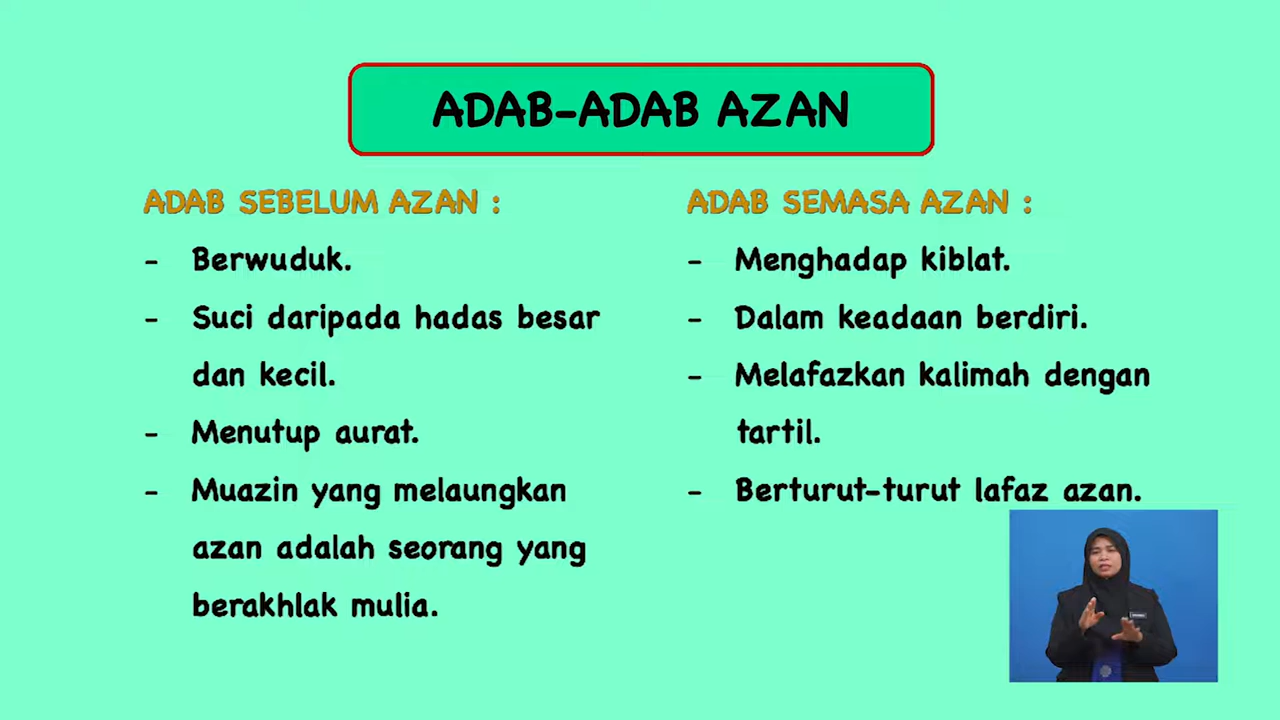 ADAB-ADAB AZAN
ADAB SEBELUM AZAN :
- Berwuduk.
- Suci daripada hadas besar
dan kecil.
- Menutup aurat.
- Muazin yang melaungkan
azan adalah seorang yang
berakhlak mulia.
ADAB SEMASA AZAN :
- Menghadap kiblat.
- Dalam keadaan berdiri.
- Melafazkan kalimah dengan
tartil.
- Berturut-turut lafaz azan.